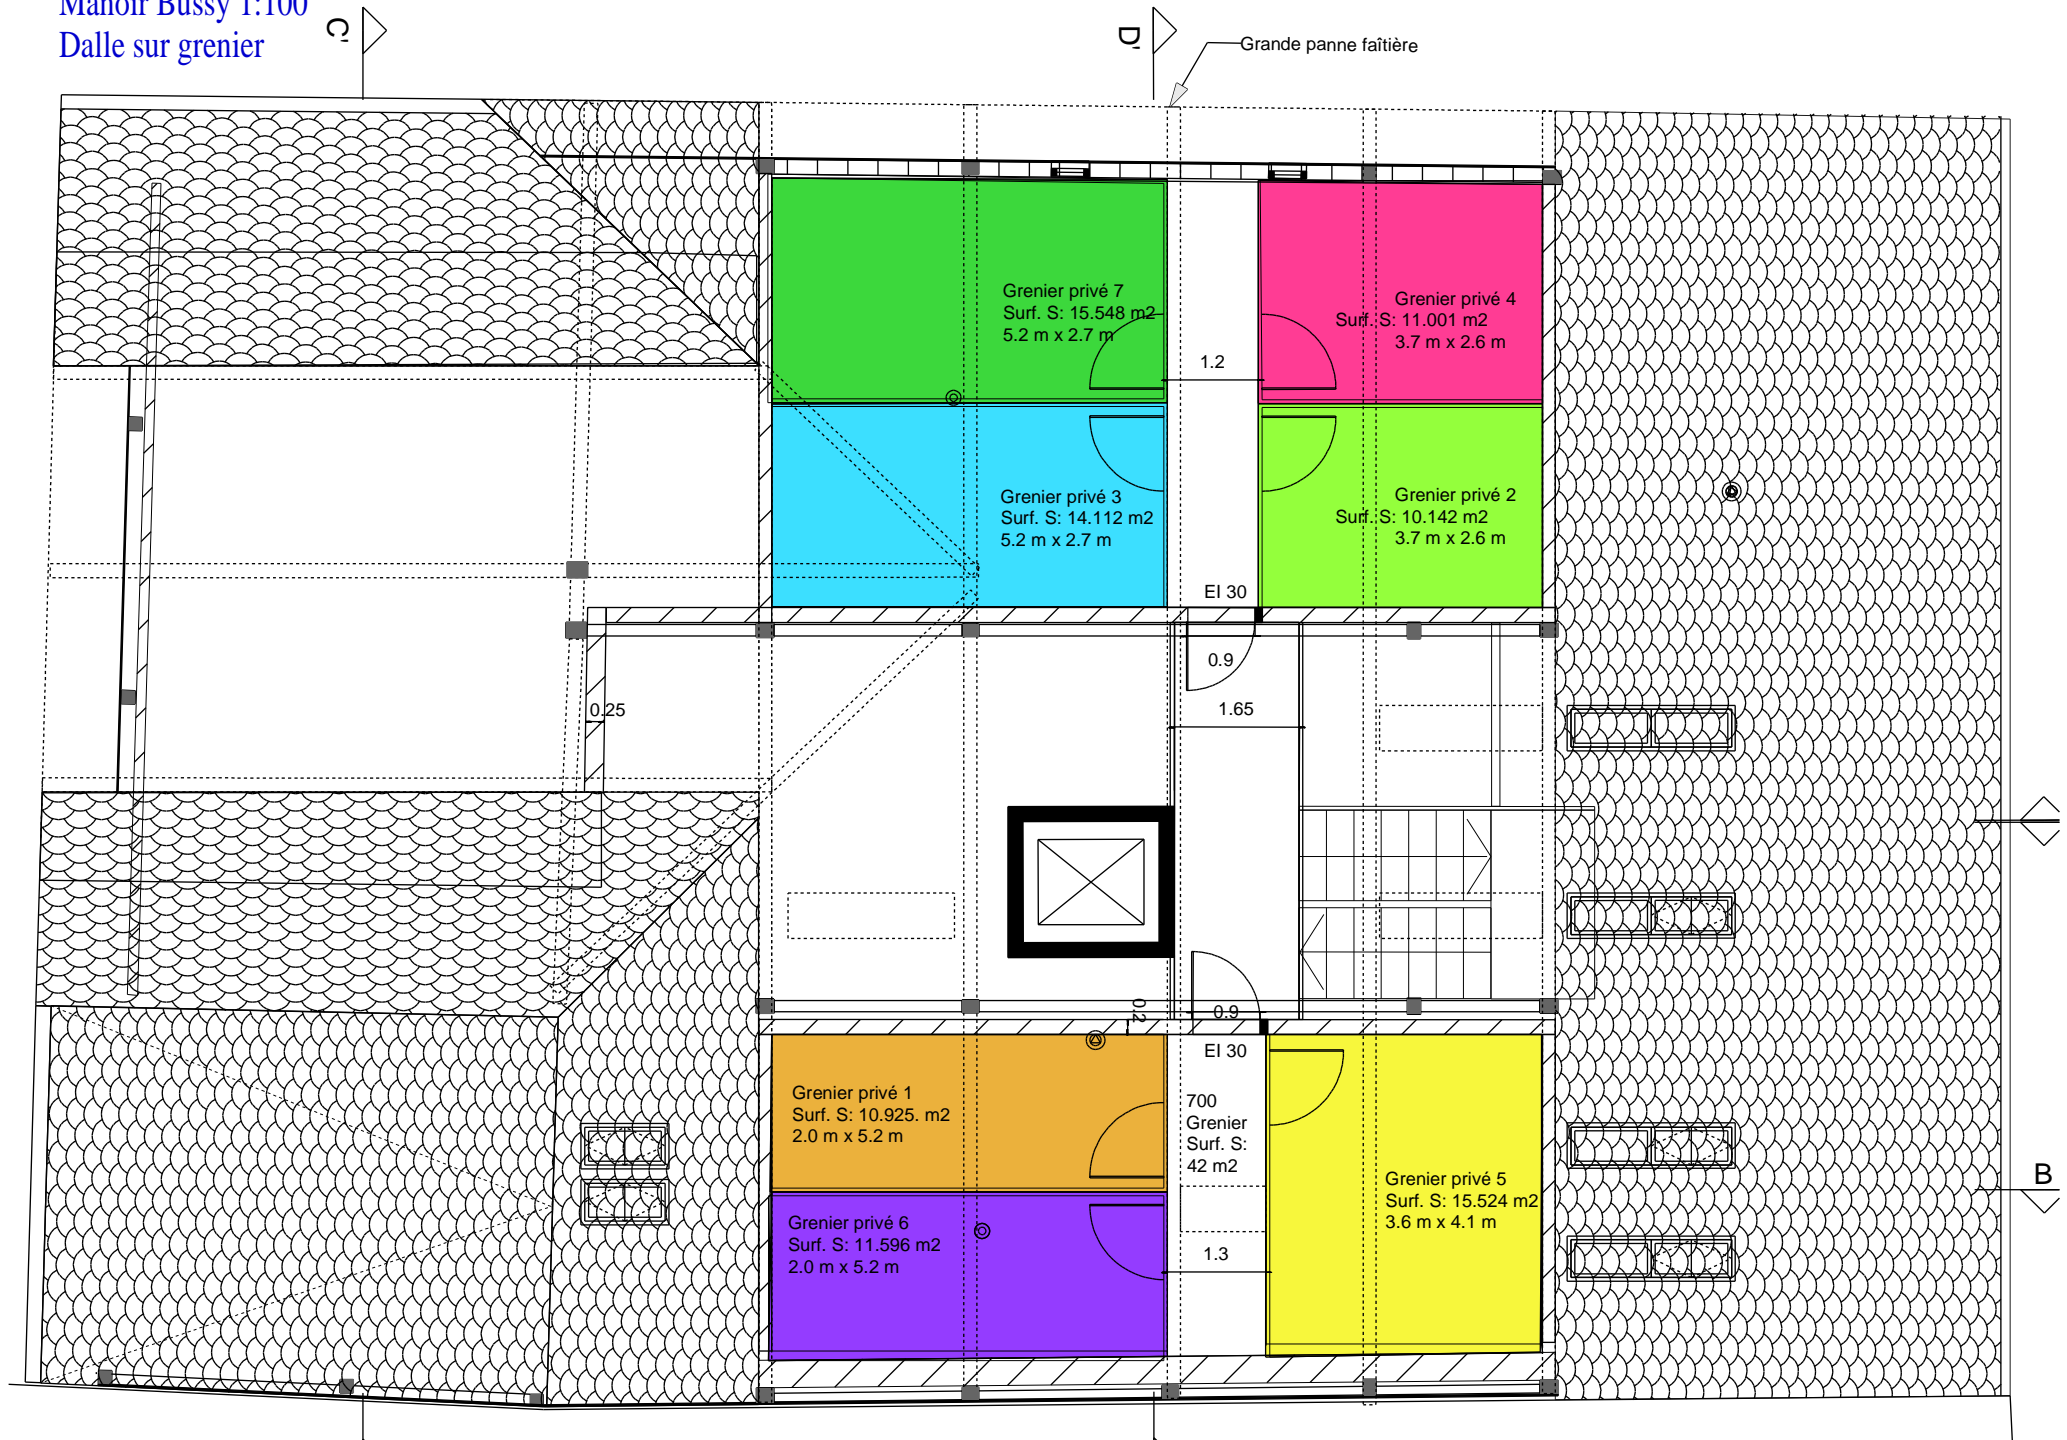 Manoir Bussy 1:100
Dalle sur grenier
C'
D'
Grande panne faîtière
Grenier privé 7
Surf. S: 15.548 m2
5.2 m x 2.7 m
Grenier privé 4
Surf. S: 11.001 m2
3.7 m x 2.6 m
1.2
Grenier privé 3
Surf. S: 14.112 m2
5.2 m x 2.7 m
Grenier privé 2
Surf. S: 10.142 m2
3.7 m x 2.6 m
EI 30
0.9
0.25
1.65
0.2
0.9
EI 30
Grenier privé 1
Surf. S: 10.925. m2
2.0 m x 5.2 m
700
Grenier
Surf. S:
42 m2
Grenier privé 5
Surf. S: 15.524 m2
3.6 m x 4.1 m
B
Grenier privé 6
Surf. S: 11.596 m2
2.0 m x 5.2 m
1.3